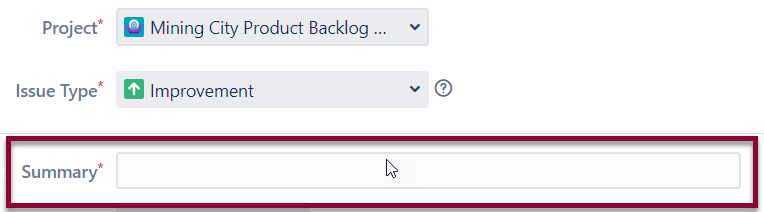 Project* Mining City Product Backlog ...
Issue Type* Improvement ?
Summary*